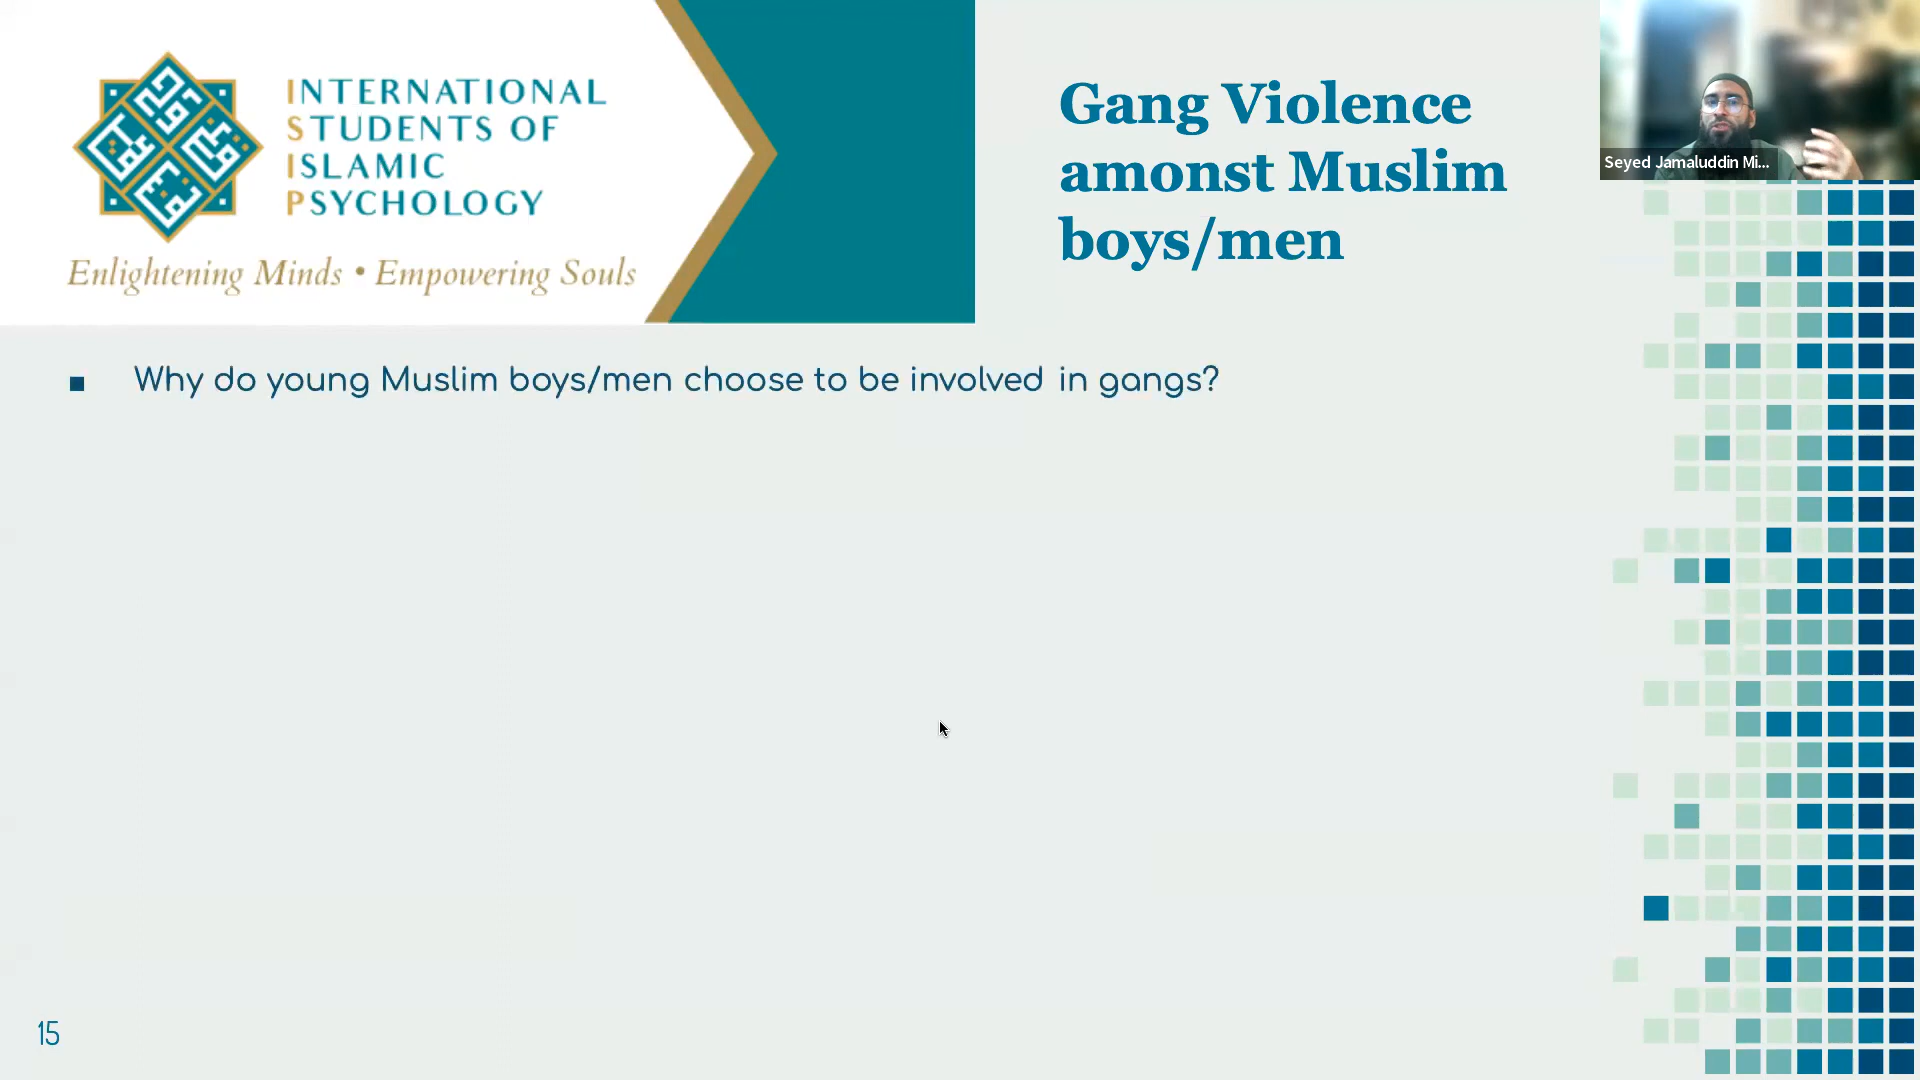 INTERNATIONAL
STUDENTS OF
ISLAMIC
PSYCHOLOGY
Enlightening Minds • Empowering Souls
Gang Violence
amonst Muslim
boys/men
Seyed Jamaluddin Mi...
Why do young Muslim boys/men choose to be involved in gangs?
15